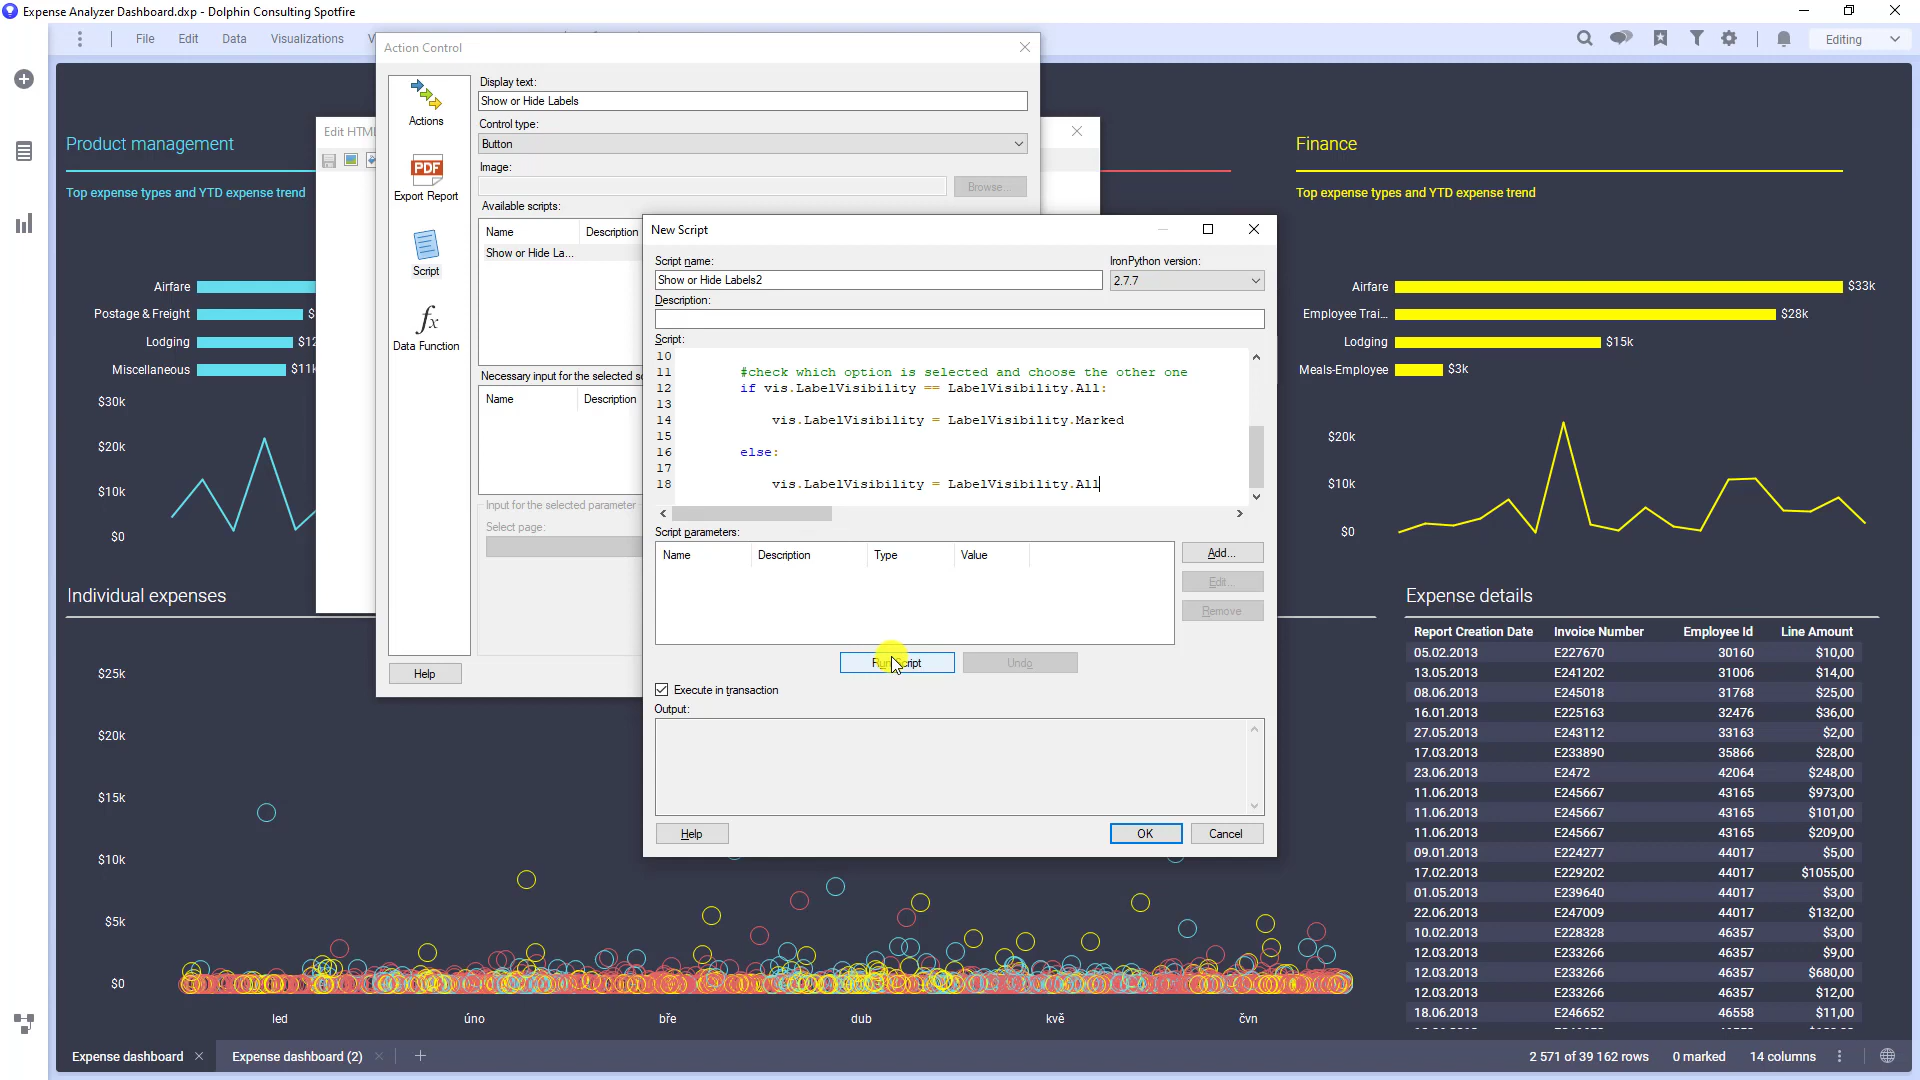 Expense Analyzer Dashboard.dxp - Dolphin Consulting Spotfire
File Edit Data Visualizations
Editing
Action Control
Display text:
Show or Hide Labels
Control type:
Button
Image:
Browse...
Available scripts:
Name Description
Show or Hide La...
Necessary input for the selected sc
Name Description
Input for the selected parameter
Select page:
Help
Actions
PDF
Export Report
Script
fx
Data Function
Edit HTML
New Script
Script name:
IronPython version:
Show or Hide Labels2
2.7.7
Description:
Script:
10
11 #check which option is selected and choose the other one
12 if vis.LabelVisibility == LabelVisibility.All:
13
14 vis.LabelVisibility = LabelVisibility.Marked
15
16 else:
17
18 vis.LabelVisibility = LabelVisibility.All
Script parameters:
Name Description Type Value
Add...
Edit...
Remove
Run Script
Undo
Execute in transaction
Output:
Help
OK
Cancel
Product management
Top expense types and YTD expense trend
Airfare
Postage & Freight
Lodging $12
Miscellaneous $11k
$30k
$20k
$10k
$0
Finance
Top expense types and YTD expense trend
Airfare $33k
Employee Trai... $28k
Lodging $15k
Meals-Employee $3k
$20k
$10k
$0
Individual expenses
$25k
$20k
$15k
$10k
$5k
$0
led úno bře dub kvě čvn
Expense details
Report Creation Date Invoice Number Employee Id Line Amount
05.02.2013 E227670 30160 $10,00
13.05.2013 E241202 31006 $14,00
08.06.2013 E245018 31768 $25,00
16.01.2013 E225163 32476 $36,00
27.05.2013 E243112 33163 $2,00
17.03.2013 E233890 35866 $28,00
23.06.2013 E2472 42064 $248,00
11.06.2013 E245667 43165 $973,00
11.06.2013 E245667 43165 $101,00
11.06.2013 E245667 43165 $209,00
09.01.2013 E224277 44017 $5,00
17.02.2013 E229202 44017 $1055,00
01.05.2013 E239640 44017 $3,00
22.06.2013 E247009 44017 $132,00
10.02.2013 E228328 46357 $3,00
12.03.2013 E233266 46357 $9,00
12.03.2013 E233266 46357 $680,00
12.03.2013 E233266 46357 $12,00
18.06.2013 E246652 46558 $11,00
Expense dashboard
Expense dashboard (2)
2 571 of 39 162 rows 0 marked 14 columns